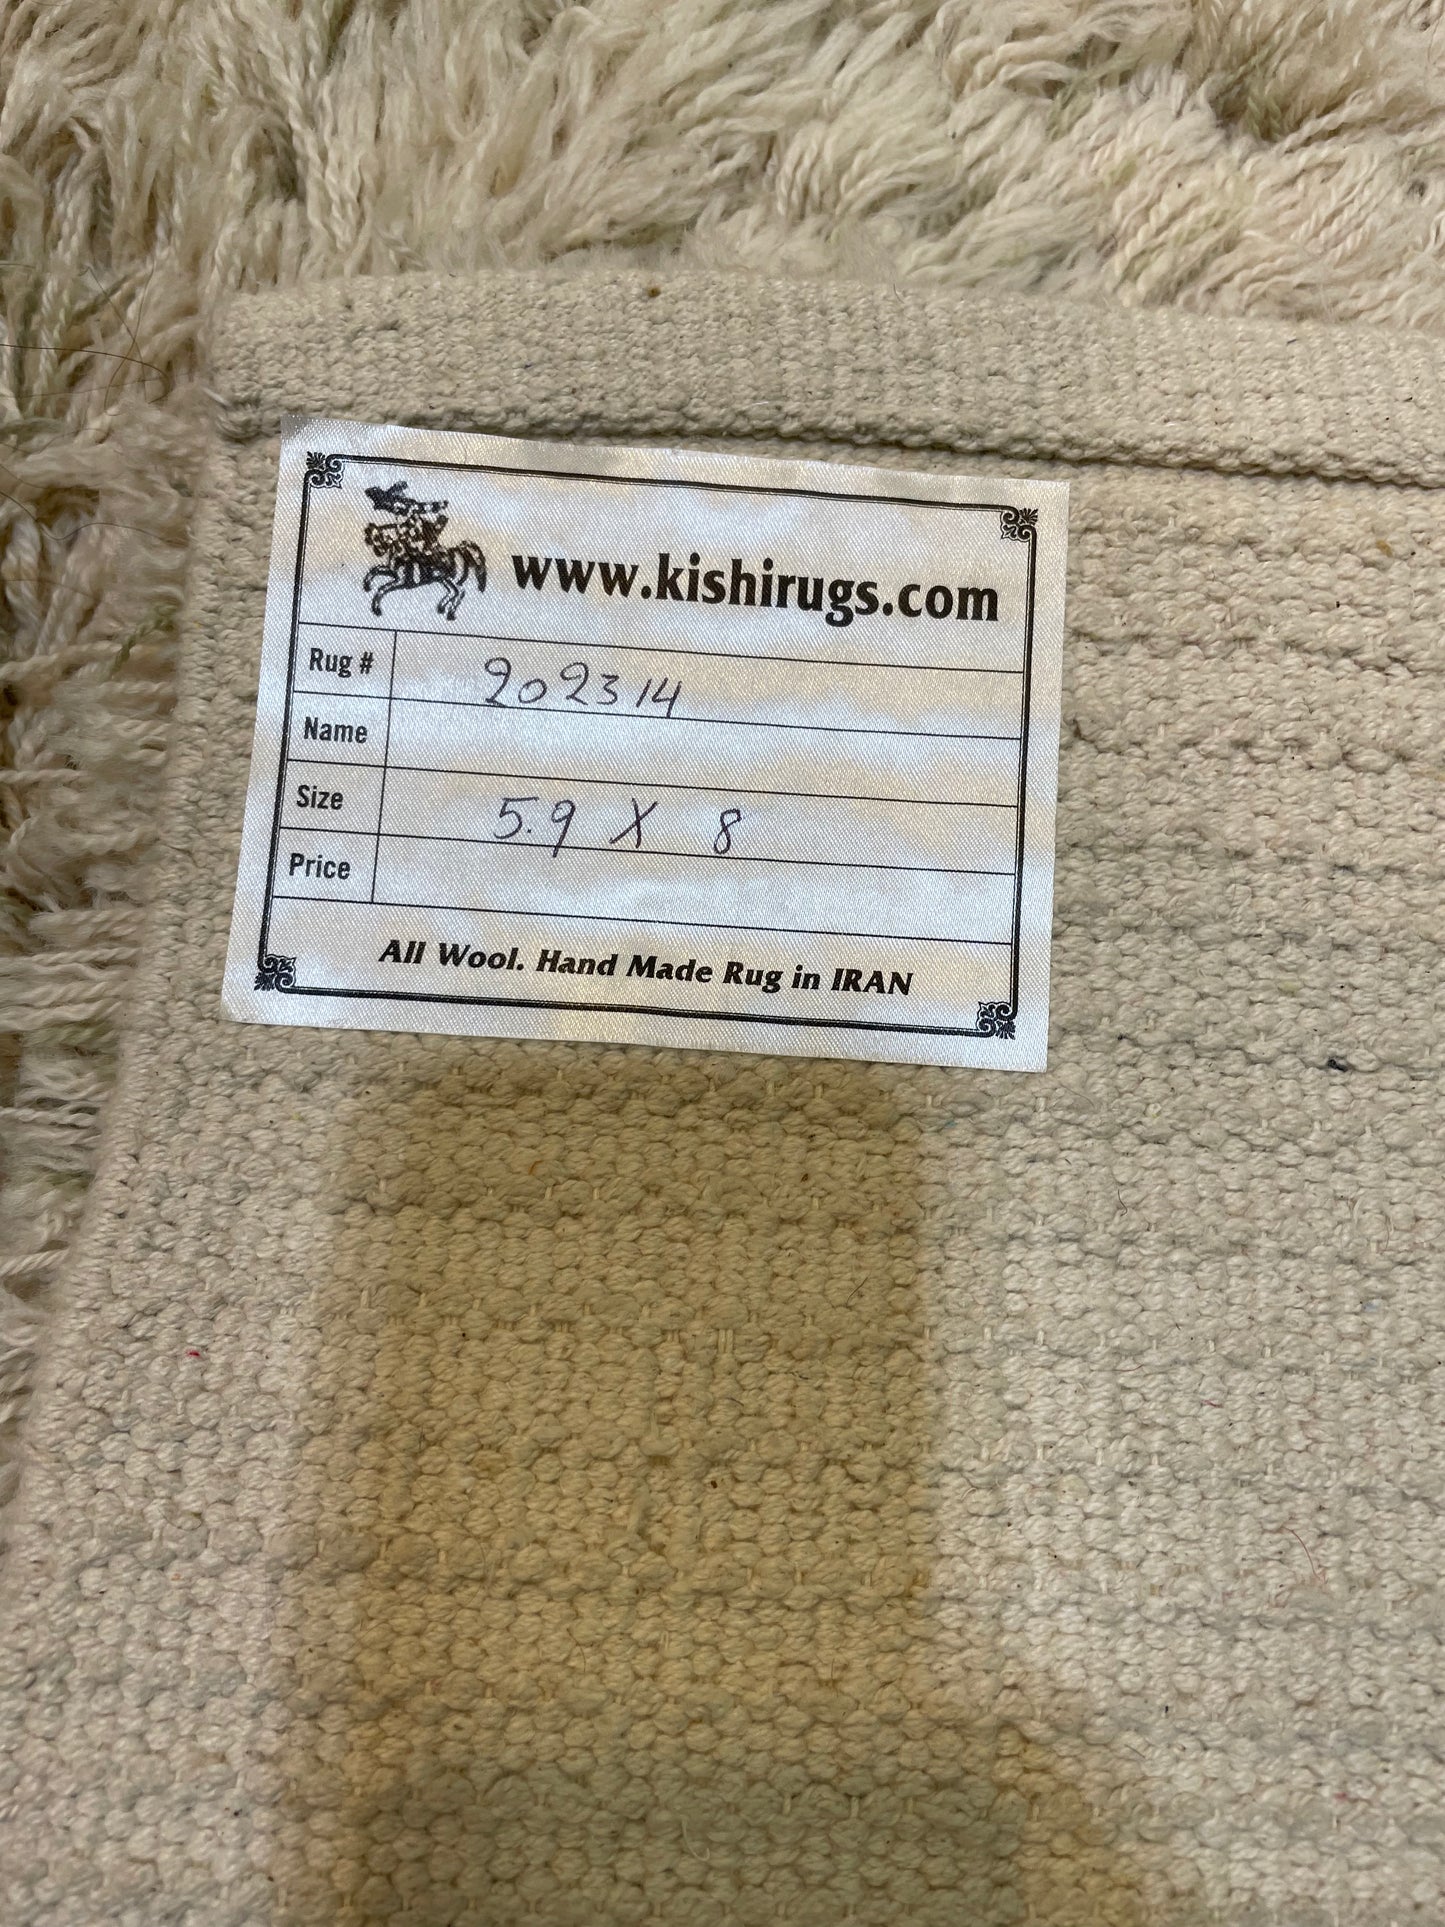 www.kishirugs.com
Rug # 202314
Name
Size 5.9 X 8
Price
All Wool. Hand Made Rug in IRAN